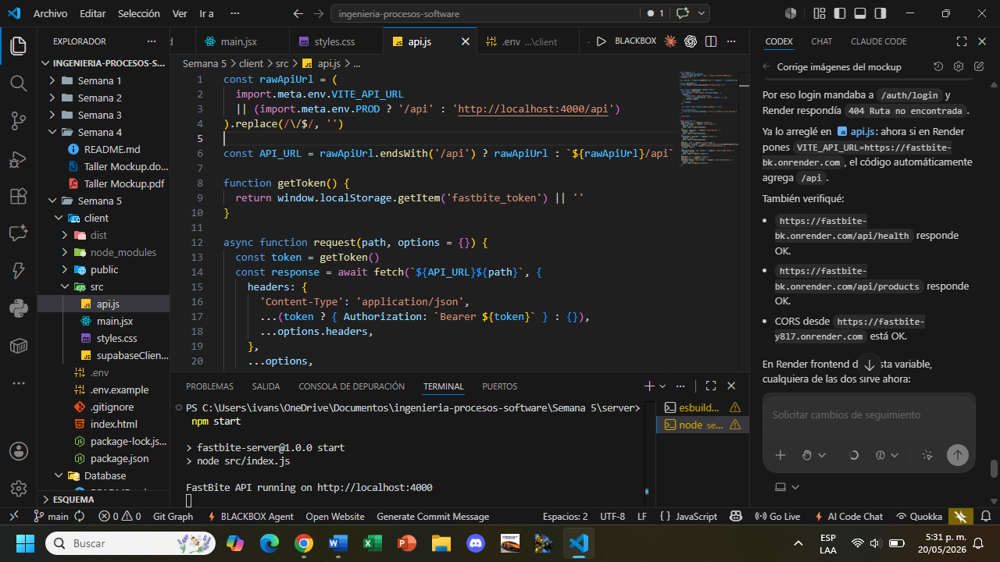 Archivo Editar Selección Ver Ir a ··· ingenieria-procesos-software 1
EXPLORADOR ···
INGENIERIA-PROCESOS-S...
Semana 1
Semana 2
Semana 3
Semana 4
README.md
Taller Mockup.do...
Taller Mockup.pdf
Semana 5
client
dist
node_modules
public
src
api.js
main.jsx
styles.css
supabaseClien...
.env
.env.example
.gitignore
index.html
package-lock.js...
package.json
Database
ESQUEMA
main.jsx styles.css api.js .env ...\client BLACKBOX ···
Semana 5 > client > src > api.js > ...
1 const rawApiUrl = (
2 import.meta.env.VITE_API_URL
3 || (import.meta.env.PROD ? '/api' : 'http://localhost:4000/api')
4 ).replace(/\/$/, '')
5
6 const API_URL = rawApiUrl.endsWith('/api') ? rawApiUrl : `${rawApiUrl}/api`
7
8 function getToken() {
9 return window.localStorage.getItem('fastbite_token') || ''
10 }
11
12 async function request(path, options = {}) {
13 const token = getToken()
14 const response = await fetch(`${API_URL}${path}`, {
15 headers: {
16 'Content-Type': 'application/json',
17 ...(token ? { Authorization: `Bearer ${token}` } : {}),
18 ...options.headers,
19 },
20 ...options,
PROBLEMAS SALIDA CONSOLA DE DEPURACIÓN TERMINAL PUERTOS
PS C:\Users\ivans\OneDrive\Documentos\ingenieria-procesos-software\Semana 5\server>
npm start
> fastbite-server@1.0.0 start
> node src/index.js
FastBite API running on http://localhost:4000
esbuild...
node se...
CODEX CHAT CLAUDE CODE
Corrige imágenes del mockup
Por eso login mandaba a /auth/login y
Render respondía 404 Ruta no encontrada.
Ya lo arreglé en api.js: ahora si en Render
pones VITE_API_URL=https://fastbite-
bk.onrender.com, el código automáticamente
agrega /api.
También verifiqué:
• https://fastbite-
bk.onrender.com/api/health responde
OK.
• https://fastbite-
bk.onrender.com/api/products responde
OK.
• CORS desde https://fastbite-
y817.onrender.com está OK.
En Render frontend variable,
cualquiera de las dos sirve ahora:
Solicitar cambios de seguimiento
main 0 0 Git Graph BLACKBOX Agent Open Website Generate Commit Message Espacios: 2 UTF-8 LF {} JavaScript Go Live AI Code Chat Quokka
Buscar
ESP
LAA
5:31 p. m.
20/05/2026